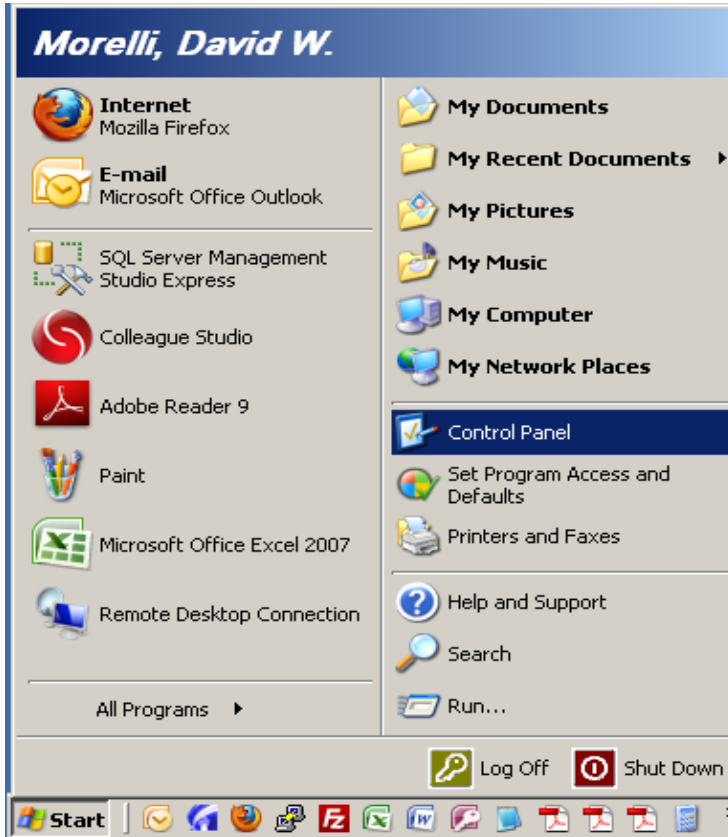 Morelli, David W.
Internet
Mozilla Firefox
E-mail
Microsoft Office Outlook
SQL Server Management
Studio Express
Colleague Studio
Adobe Reader 9
Paint
Microsoft Office Excel 2007
Remote Desktop Connection
All Programs
My Documents
My Recent Documents
My Pictures
My Music
My Computer
My Network Places
Control Panel
Set Program Access and
Defaults
Printers and Faxes
Help and Support
Search
Run...
Log Off
Shut Down
Start